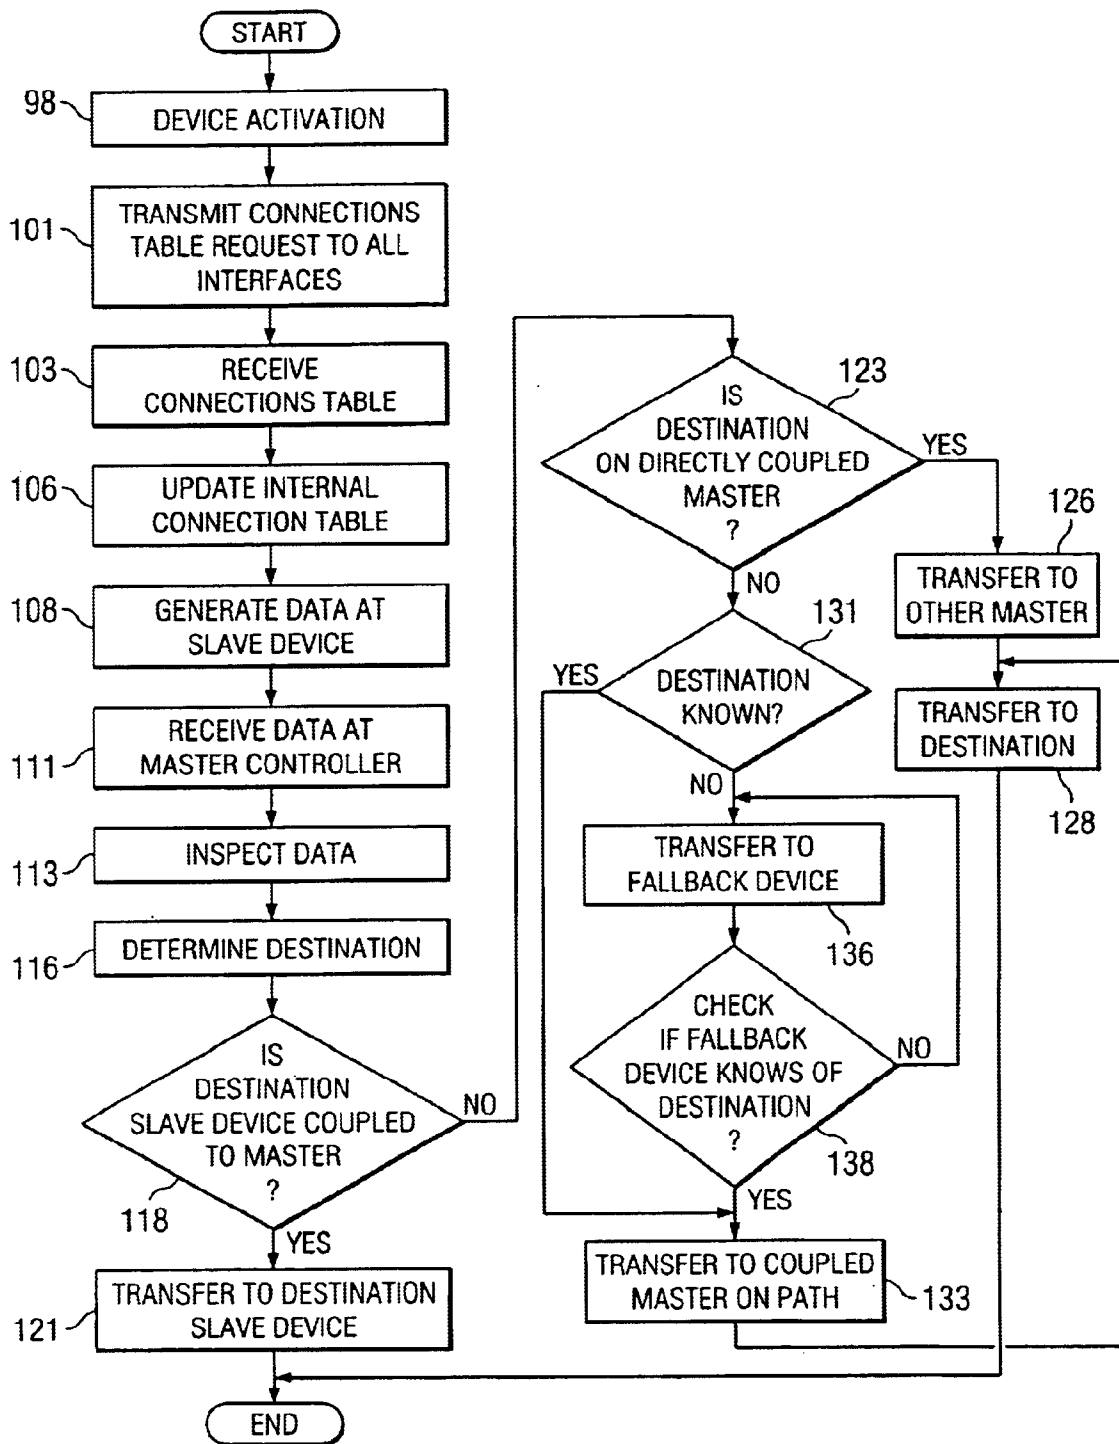 START
98
DEVICE ACTIVATION
101
TRANSMIT CONNECTIONS
TABLE REQUEST TO ALL
INTERFACES
103
RECEIVE
CONNECTIONS TABLE
106
UPDATE INTERNAL
CONNECTION TABLE
108
GENERATE DATA AT
SLAVE DEVICE
111
RECEIVE DATA AT
MASTER CONTROLLER
113
INSPECT DATA
116
DETERMINE DESTINATION
IS
DESTINATION
SLAVE DEVICE COUPLED
TO MASTER
?
118
NO
YES
121
TRANSFER TO DESTINATION
SLAVE DEVICE
END
123
IS
DESTINATION
ON DIRECTLY COUPLED
MASTER
?
YES
NO
126
TRANSFER TO
OTHER MASTER
TRANSFER TO
DESTINATION
128
131
DESTINATION
KNOWN?
YES
NO
TRANSFER TO
FALLBACK DEVICE
136
CHECK
IF FALLBACK
DEVICE KNOWS OF
DESTINATION
?
138
NO
YES
TRANSFER TO COUPLED
MASTER ON PATH
133